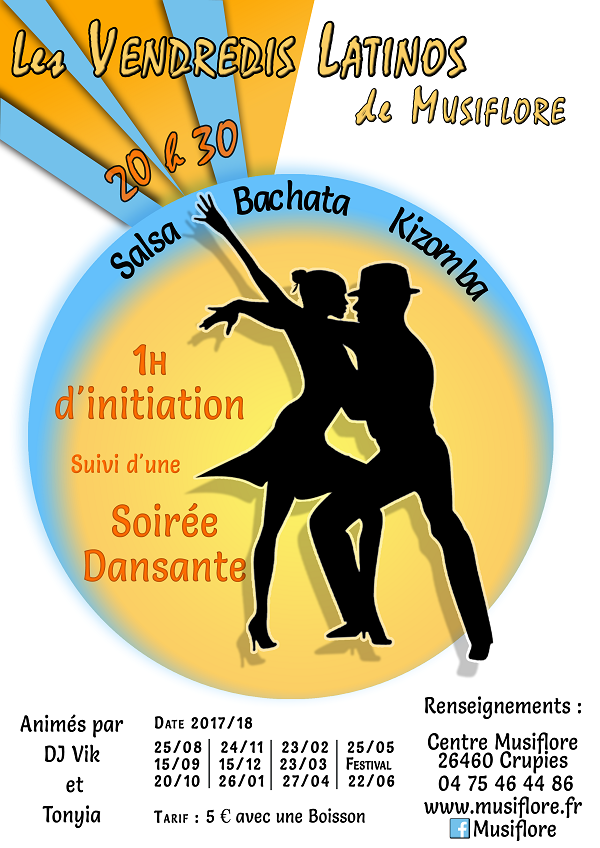 Les Vendredis Latinos
de Musiflore
20 h 30
Salsa Bachata Kizomba
1H
d'initiation
Suivi d'une
Soirée
Dansante
Animés par
DJ Vik
et
Tonyia
Date 2017/18
25/08 | 24/11 | 23/02 | 25/05
15/09 | 15/12 | 23/03 | Festival
20/10 | 26/01 | 27/04 | 22/06
Tarif : 5 € avec une Boisson
Renseignements :
Centre Musiflore
26460 Crupies
04 75 46 44 86
www.musiflore.fr
f Musiflore